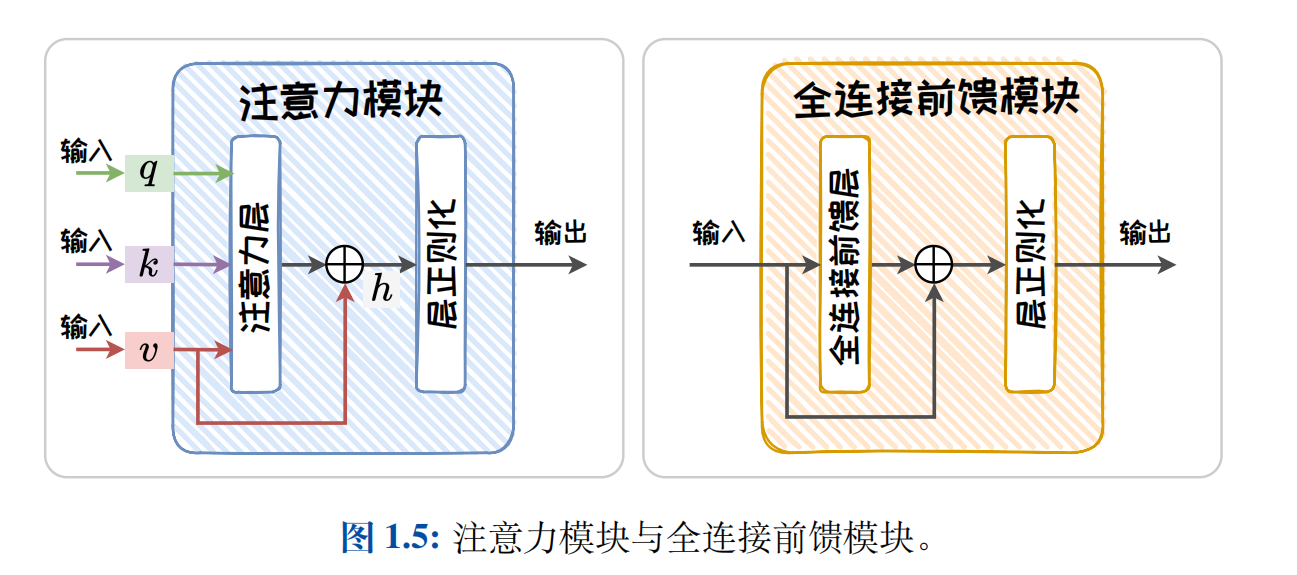 注意力模块
输入
q
输入
k
输入
v
注意力层
h
层正则化
输出
全连接前馈模块
输入
全连接前馈层
层正则化
输出
图 1.5: 注意力模块与全连接前馈模块。